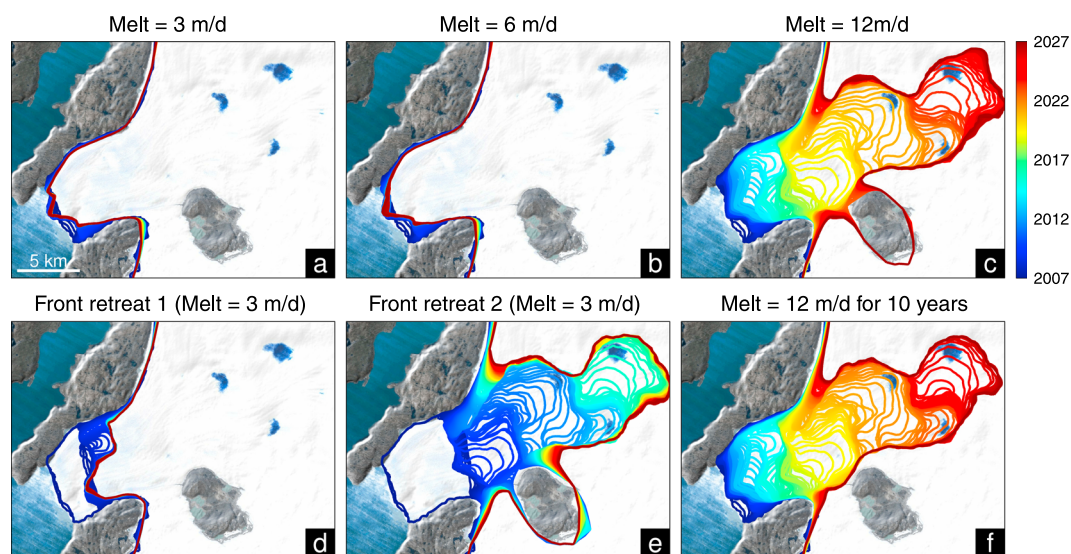 Melt = 3 m/d
Melt = 6 m/d
Melt = 12m/d
5 km
a
b
c
2027
2022
2017
2012
2007
Front retreat 1 (Melt = 3 m/d)
Front retreat 2 (Melt = 3 m/d)
Melt = 12 m/d for 10 years
d
e
f